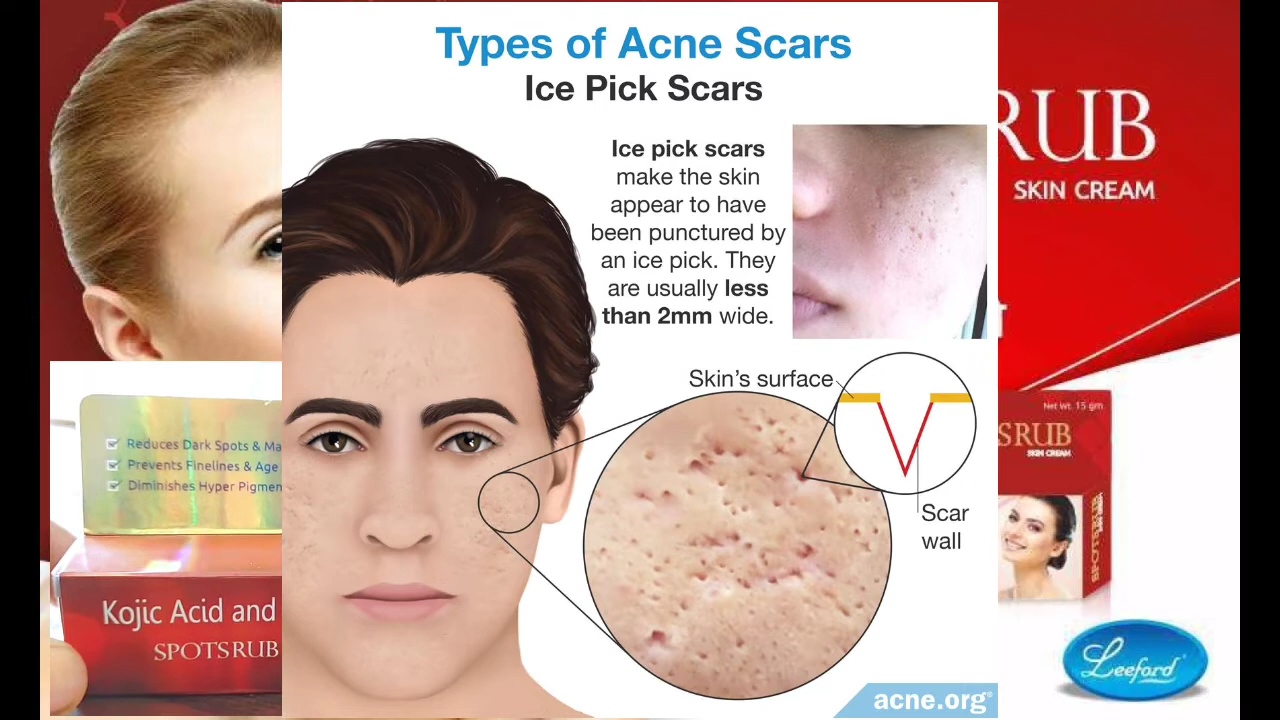 Types of Acne Scars
Ice Pick Scars
Ice pick scars
make the skin
appear to have
been punctured by
an ice pick. They
are usually less
than 2mm wide.
Skin's surface
Scar
wall
acne.org®
RUB
SKIN CREAM
Net Wt. 15 gm
SRUB
SKIN CREAM
SPOTSRUB
Leeford
Reduces Dark Spots & Ma
Prevents Finelines & Age
Diminishes Hyper Pigmen
Kojic Acid and
SPOTSRUB